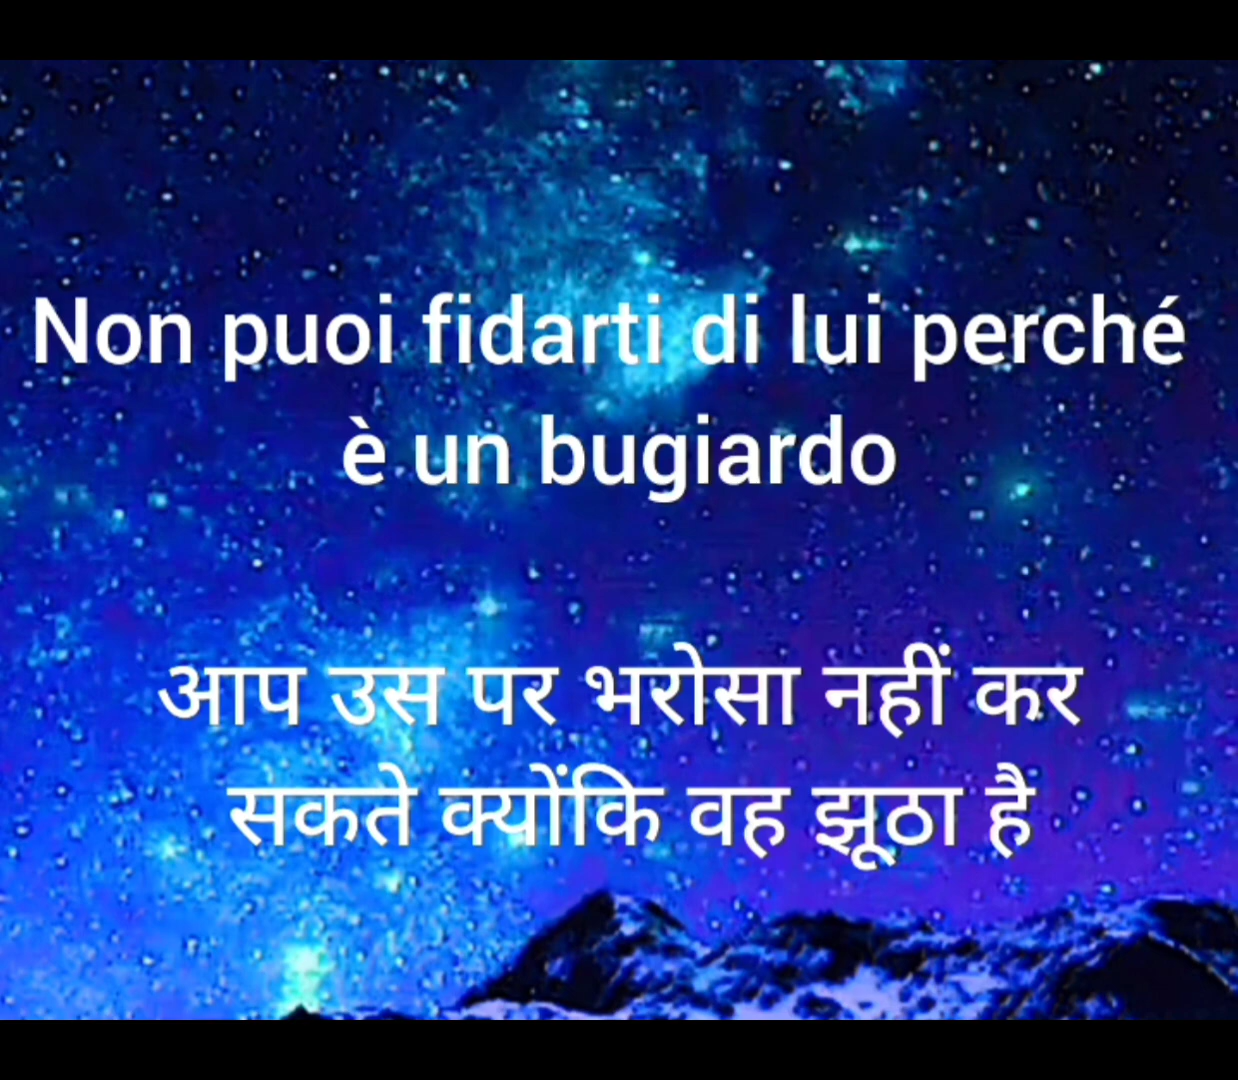 Non puoi fidarti di lui perché
è un bugiardo
आप उस पर भरोसा नहीं कर
सकते क्योंकि वह झूठा है